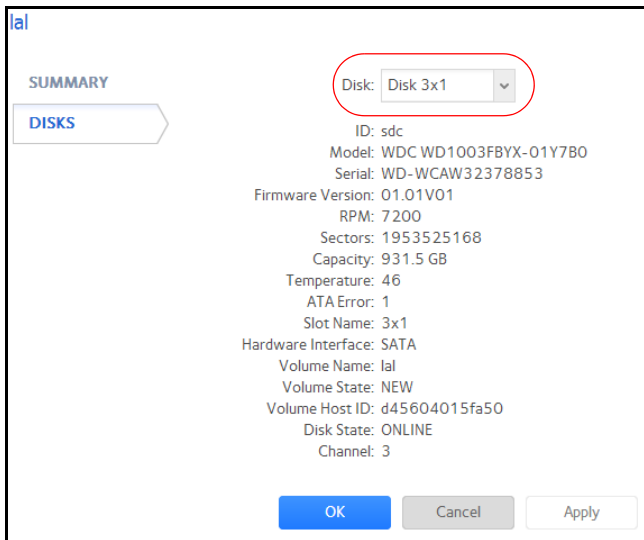 lal
SUMMARY
DISKS
Disk: Disk 3x1
ID: sdc
Model: WDC WD1003FBYX-01Y7B0
Serial: WD-WCAW32378853
Firmware Version: 01.01V01
RPM: 7200
Sectors: 1953525168
Capacity: 931.5 GB
Temperature: 46
ATA Error: 1
Slot Name: 3x1
Hardware Interface: SATA
Volume Name: lal
Volume State: NEW
Volume Host ID: d45604015fa50
Disk State: ONLINE
Channel: 3
OK Cancel Apply